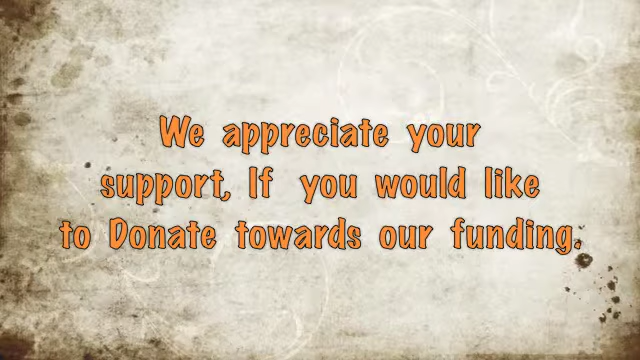 We appreciate your
support, If you would like
to Donate towards our funding.